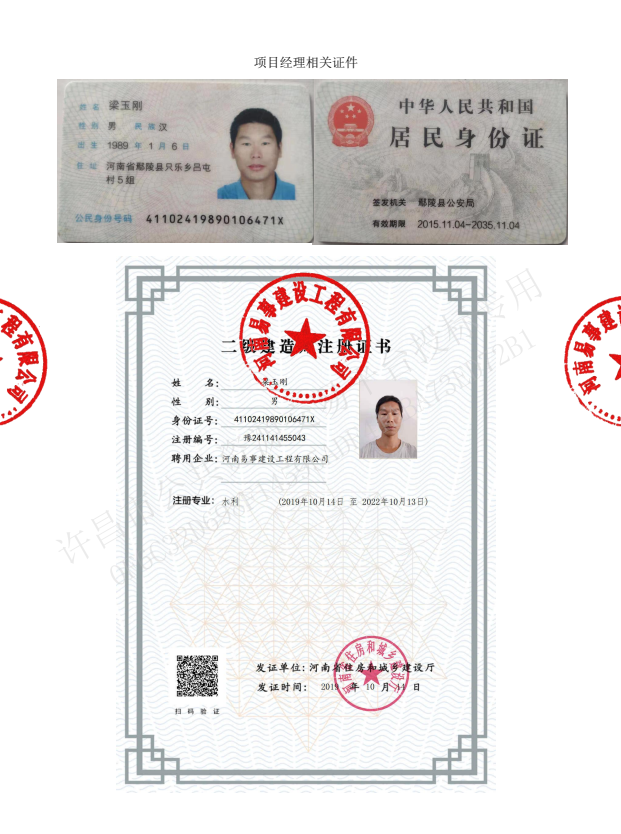 项目经理相关证件
姓名 梁玉刚
性别 男 民族 汉
出生 1989 年 1 月 6 日
住址 河南省鄢陵县只乐乡吕屯
村5组
公民身份号码 41102419890106471X
中华人民共和国
居民身份证
签发机关 鄢陵县公安局
有效期限 2015.11.04-2035.11.04
河南易事建设工程有限公司
二级建造师注册证书
姓 名: 梁玉刚
性 别: 男
身份证号: 41102419890106471X
注册编号: 豫241141455043
聘用企业: 河南易事建设工程有限公司
注册专业: 水利 (2019年10月14日 至 2022年10月13日)
发证单位: 河南省住房和城乡建设厅
发证时间: 2019 年 10 月 14 日
扫码验证